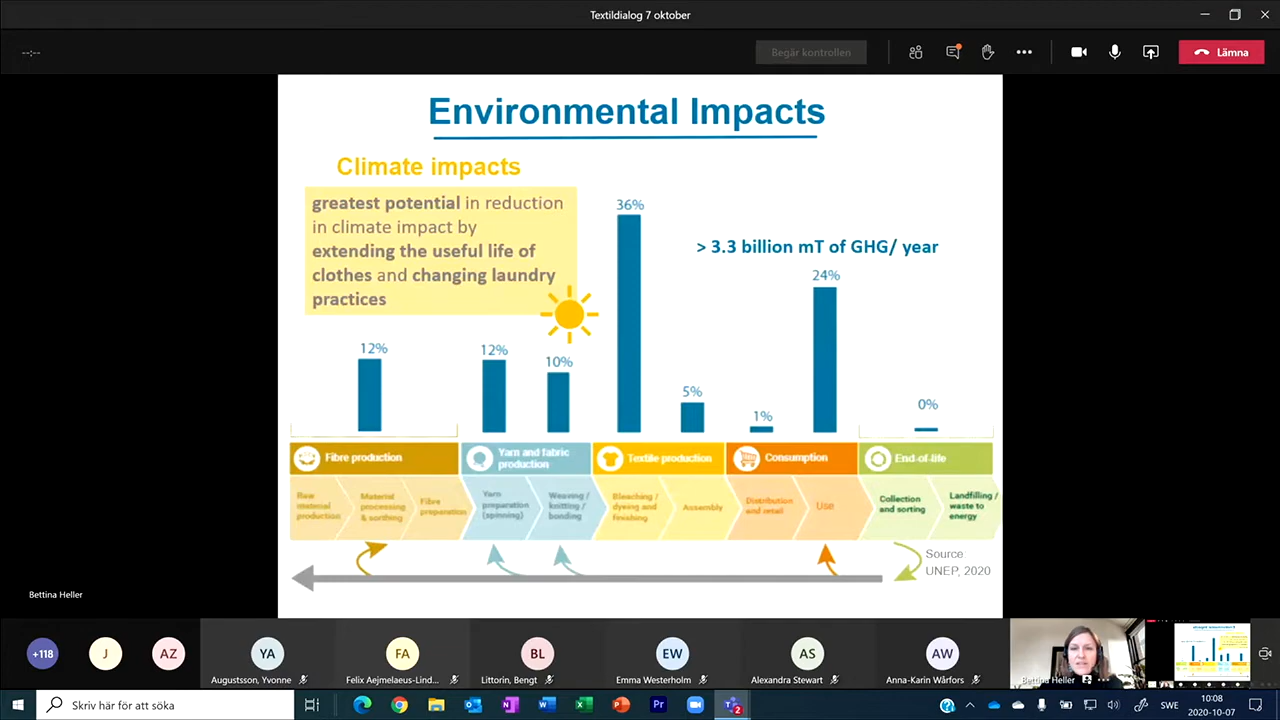 Textildialog 7 oktober
--:--
Begär kontrollen
Lämna
Environmental Impacts
Climate impacts
greatest potential in reduction
in climate impact by
extending the useful life of
clothes and changing laundry
practices
> 3.3 billion mT of GHG/ year
12%
12%
10%
36%
5%
1%
24%
0%
Fibre production
Yarn and fabric
production
Textile production
Consumption
End-of-life
Raw
material
production
Material
processing
& sorthing
Fibre
preparation
Yarn
preparation
(spinning)
Weaving /
knitting /
bonding
Bleaching /
dyeing and
finishing
Assembly
Distribution
and retail
Use
Collection
and sorting
Landfilling /
waste to
energy
Source
UNEP, 2020
Bettina Heller
+118
J
AZ
YA
Augustsson, Yvonne
FA
Felix Aejmelaeus-Lind...
BL
Littorin, Bengt
EW
Emma Westerholm
AS
Alexandra Stewart
AW
Anna-Karin Wårfors
Bettina Heller
Skriv här för att söka
SWE
10:08
2020-10-07